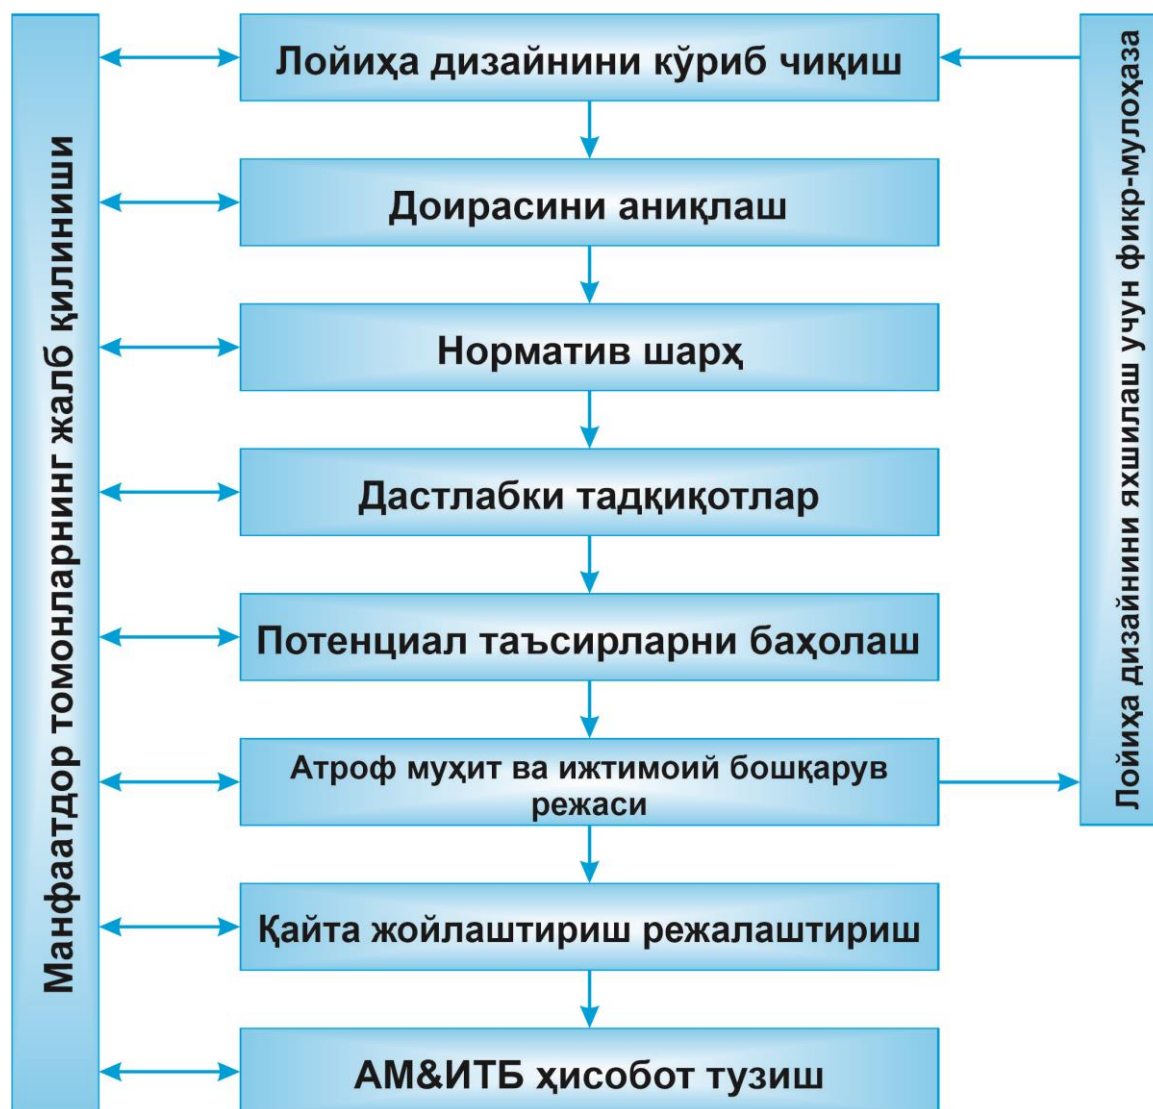 Манфаатдор томонларнинг жалб қилиниши
Лойиҳа дизайнини кўриб чиқиш
Доирасини аниқлаш
Норматив шарҳ
Дастлабки тадқиқотлар
Потенциал таъсирларни баҳолаш
Атроф муҳит ва ижтимоий бошқарув
режаси
Қайта жойлаштириш режалаштириш
АМ&ИТБ ҳисобот тузиш
Лойиҳа дизайнини яхшилаш учун фикр-мулоҳаза